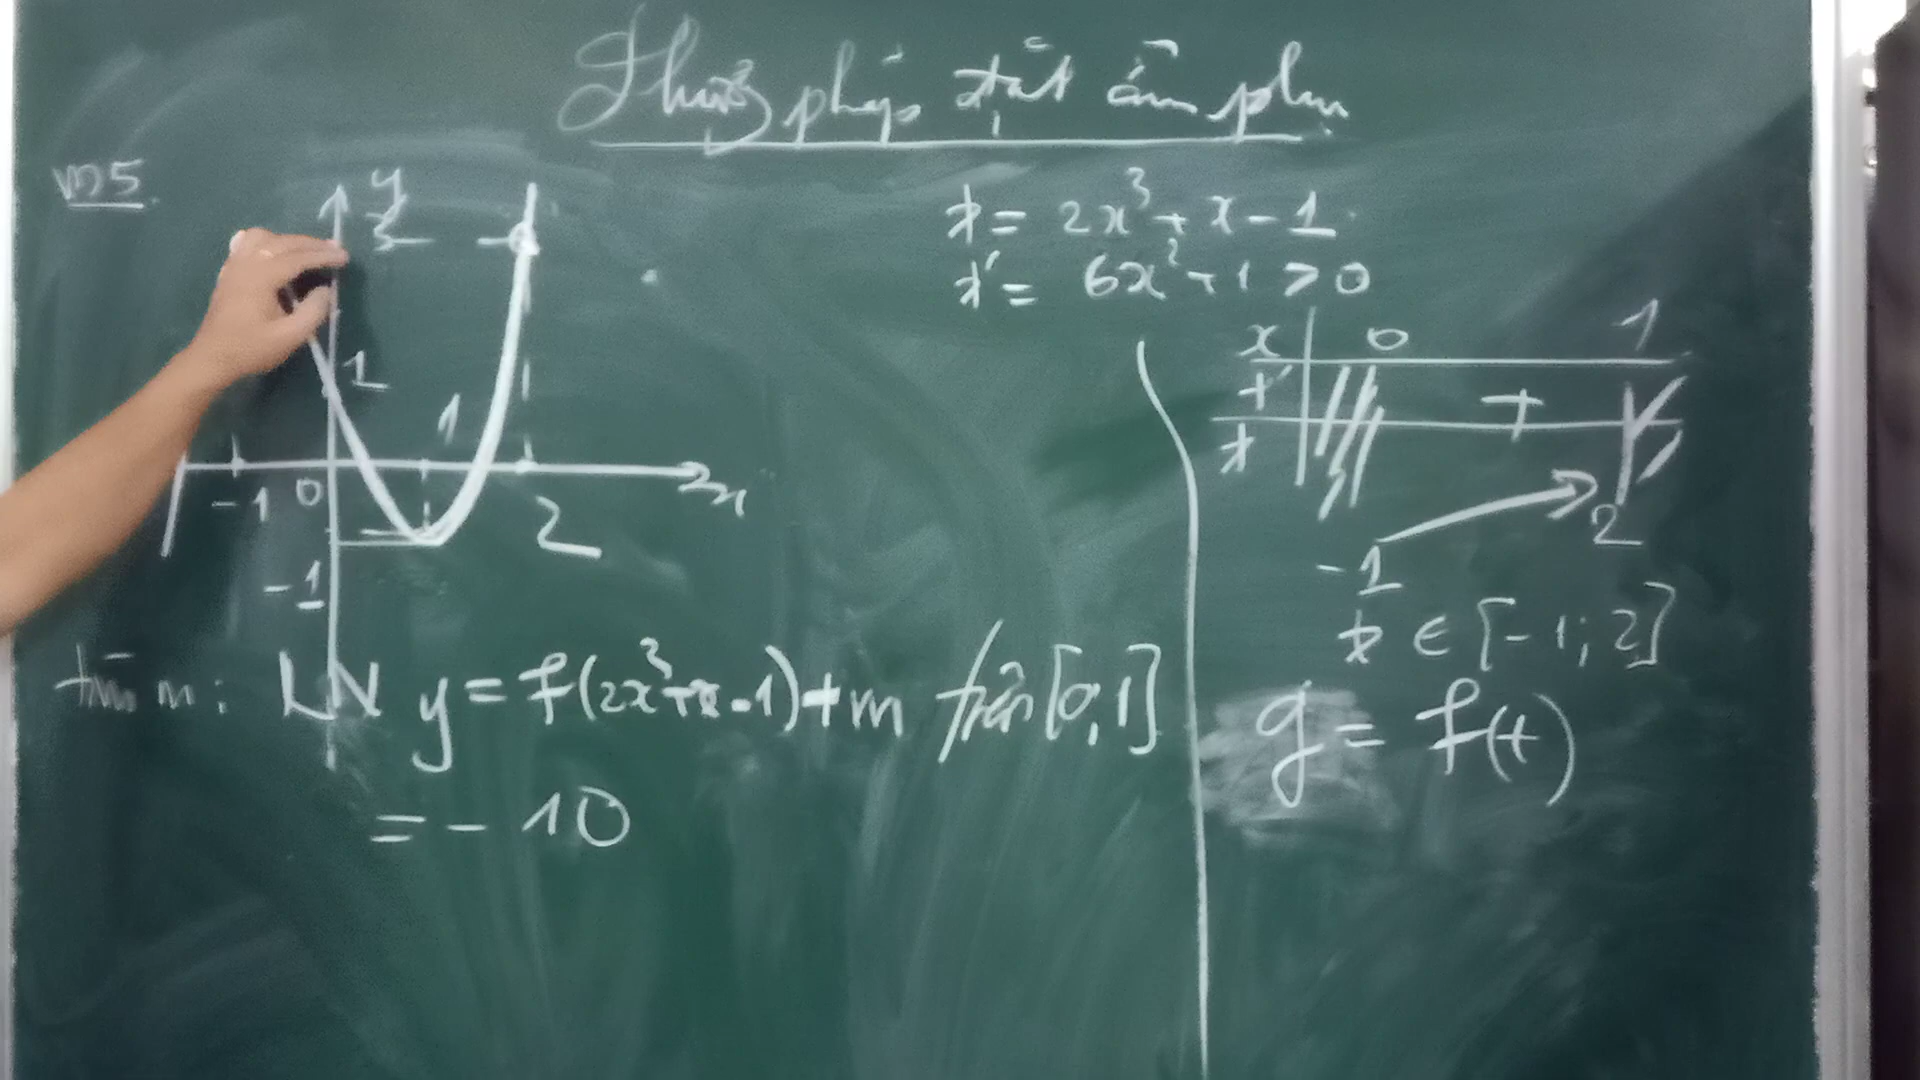 Phương pháp đặt ẩn phụ
VD5.
y
3
1
1
-1 0 2 x
-1
tìm m: LN y = f(2x³+x-1)+m trên [0,1]
= -10
t = 2x³ + x - 1
t' = 6x² + 1 > 0
x 0 1
t' +
t -1 2
t ∈ [-1; 2]
g = f(t)